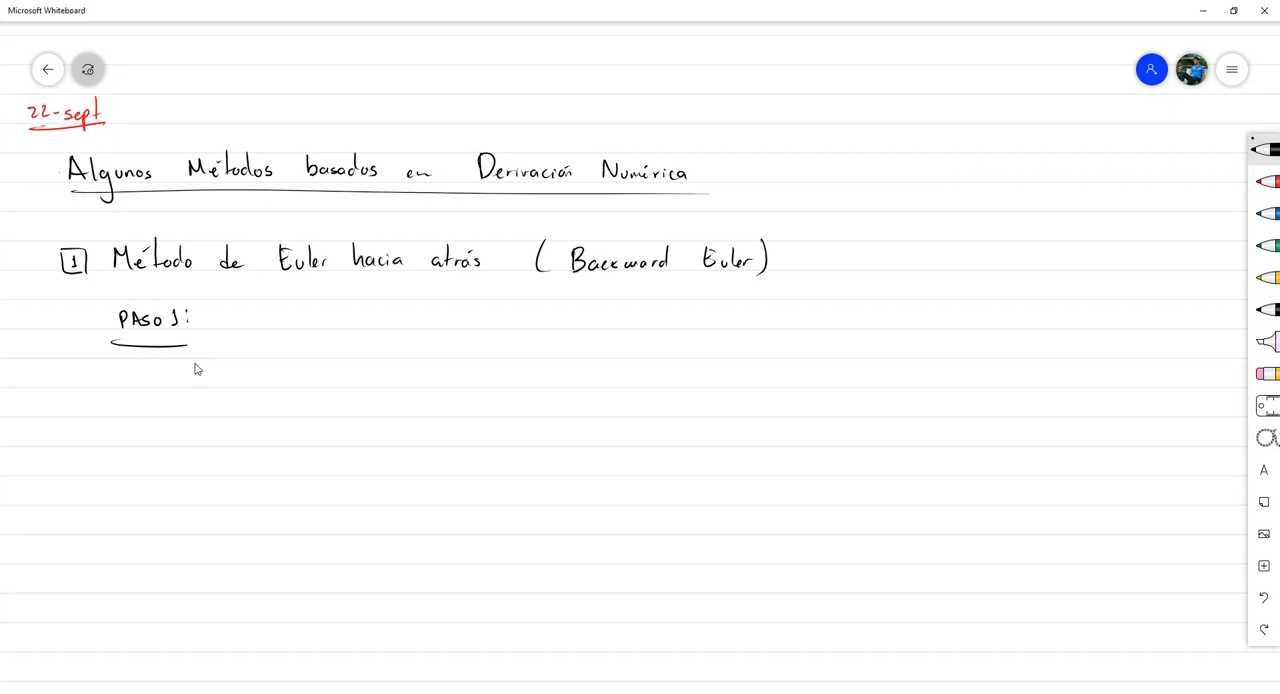 Microsoft Whiteboard
22-sept
Algunos Métodos basados en Derivación Numérica
1 Método de Euler hacia atrás (Backward Euler)
PASO 1:
A